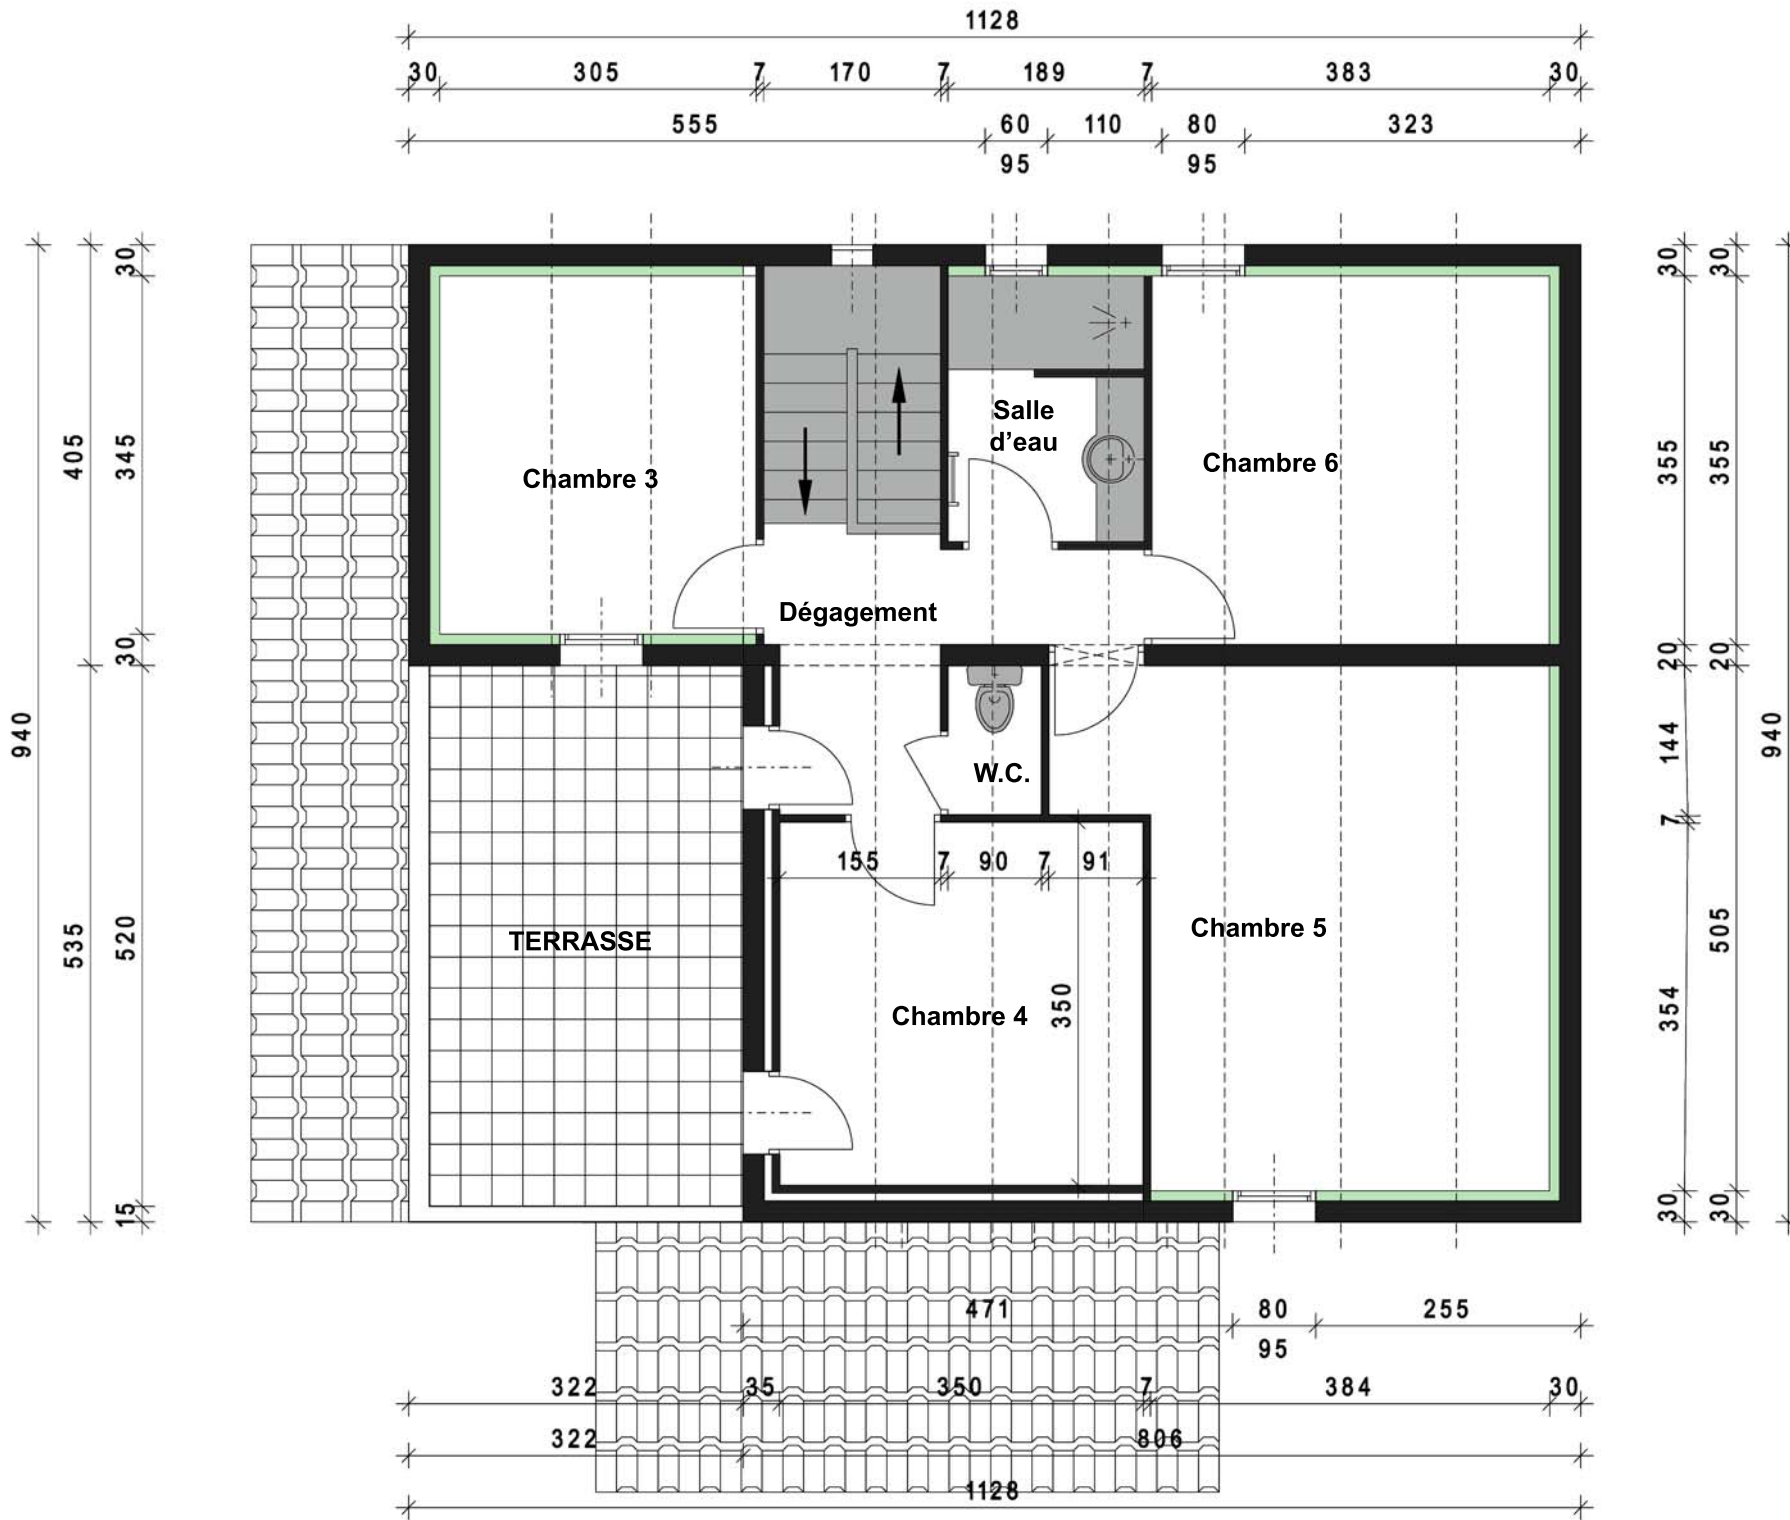 1128
30 305 7 170 7 189 7 383 30
555 60 110 80 323
95 95
30 30 30
405 345 355 355
Salle
d'eau
Chambre 3
Chambre 6
Dégagement
30 20 20
940 144 940
W.C.
7
155 7 90 7 91
535 520 505
TERRASSE
Chambre 5
350 354
Chambre 4
15 30 30
471 80 255
95
322 35 350 7 384 30
322 806
1128